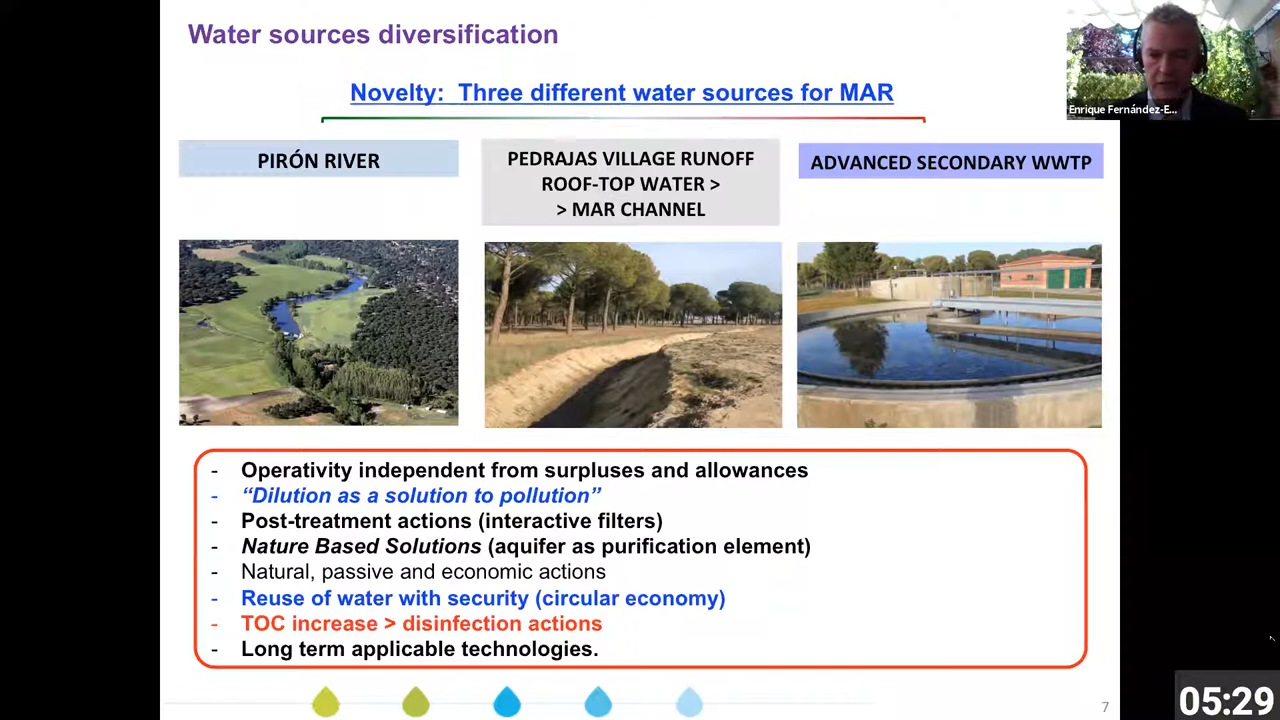 Water sources diversification
Novelty: Three different water sources for MAR
Enrique Fernández-E...
PIRÓN RIVER
PEDRAJAS VILLAGE RUNOFF
ROOF-TOP WATER >
> MAR CHANNEL
ADVANCED SECONDARY WWTP
- Operativity independent from surpluses and allowances
- “Dilution as a solution to pollution”
- Post-treatment actions (interactive filters)
- Nature Based Solutions (aquifer as purification element)
- Natural, passive and economic actions
- Reuse of water with security (circular economy)
- TOC increase > disinfection actions
- Long term applicable technologies.
7
05:29